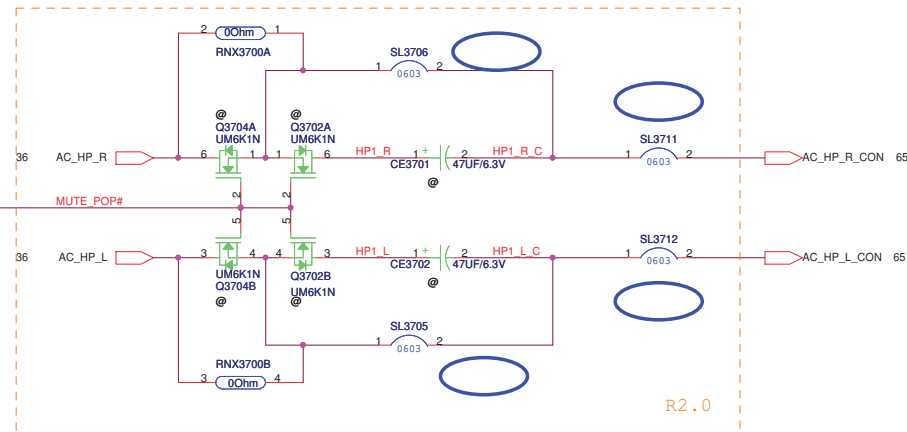 2 0Ohm 1
RNX3700A
SL3706
1 2
0603
@ @
Q3704A Q3702A
UM6K1N UM6K1N
SL3711
36 AC_HP_R 6 1 1 6 HP1_R 1 + 2 HP1_R_C 1 2 AC_HP_R_CON 65
CE3701 47UF/6.3V
0603
@
2 2
MUTE_POP#
5 5
SL3712
36 AC_HP_L 3 4 4 3 HP1_L 1 + 2 HP1_L_C 1 2 AC_HP_L_CON 65
CE3702 47UF/6.3V
0603
UM6K1N Q3702B
Q3704B UM6K1N
@ @
@
SL3705
1 2
0603
RNX3700B
3 0Ohm 4
R2.0